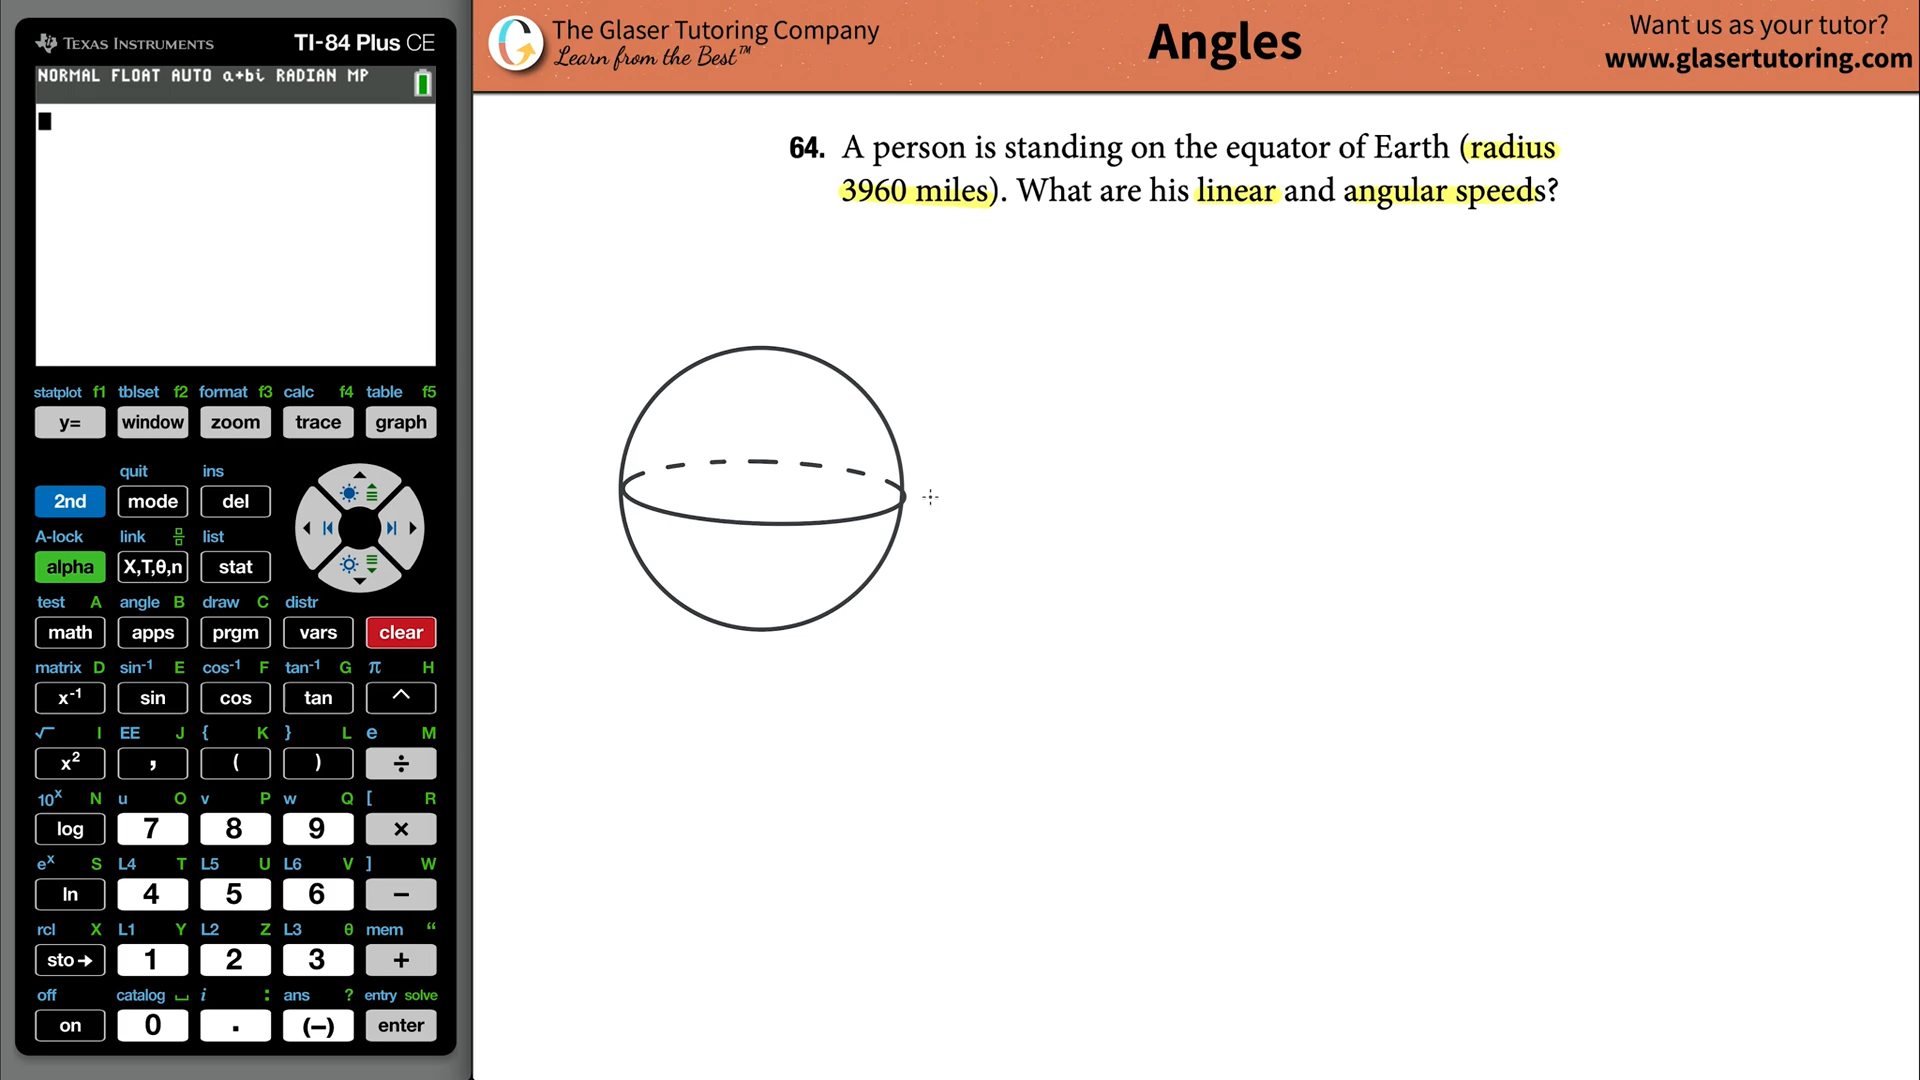 TEXAS INSTRUMENTS TI-84 Plus CE
NORMAL FLOAT AUTO a+bi RADIAN MP
statplot f1 tblset f2 format f3 calc f4 table f5
y= window zoom trace graph
quit ins
2nd mode del
A-lock link list
alpha X,T,θ,n stat
test A angle B draw C distr
math apps prgm vars clear
matrix D sin-1 E cos-1 F tan-1 G π H
x-1 sin cos tan ^
√ I EE J { K } L e M
x2 , ( ) ÷
10x N u O v P w Q [ R
log 7 8 9 ×
ex S L4 T L5 U L6 V ] W
ln 4 5 6 −
rcl X L1 Y L2 Z L3 θ mem “
sto→ 1 2 3 +
off catalog ⎵ i : ans ? entry solve
on 0 . (−) enter
The Glaser Tutoring Company
Learn from the Best™
Angles
Want us as your tutor?
www.glasertutoring.com
64. A person is standing on the equator of Earth (radius
3960 miles). What are his linear and angular speeds?